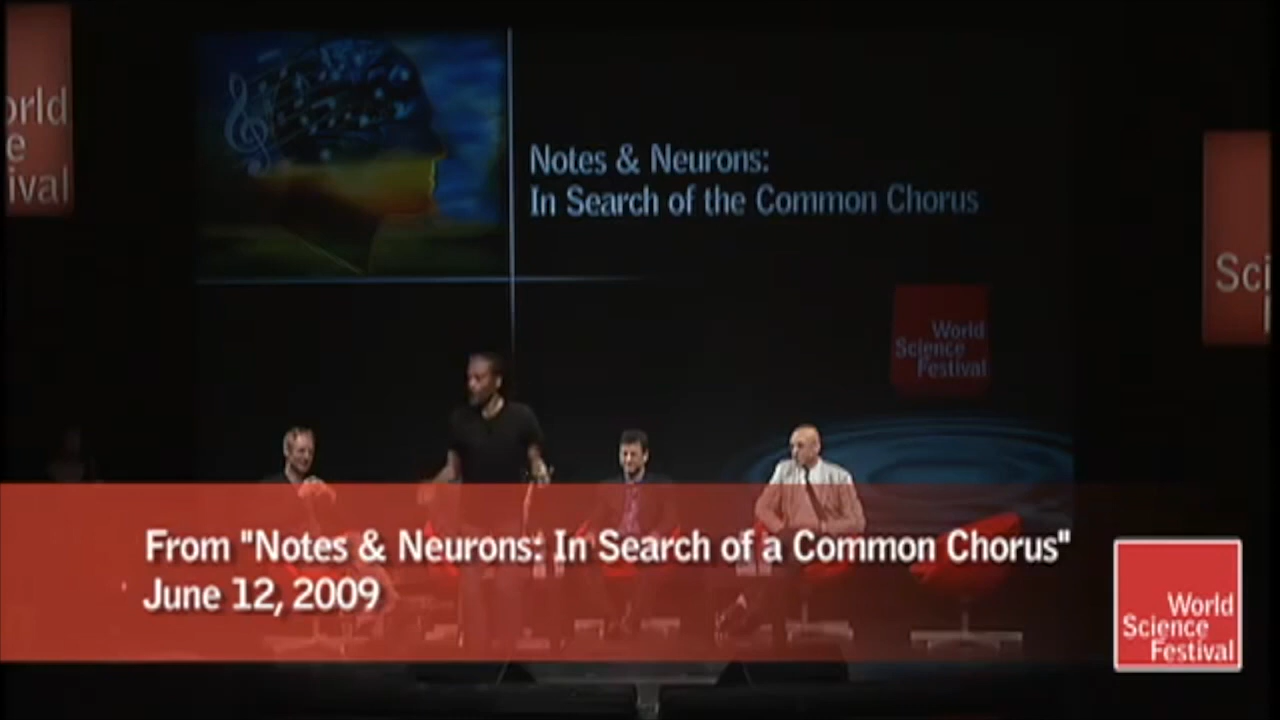 orld
e
ival
Notes & Neurons:
In Search of the Common Chorus
Sci
World
Science
Festival
From "Notes & Neurons: In Search of a Common Chorus"
June 12, 2009
World
Science
Festival